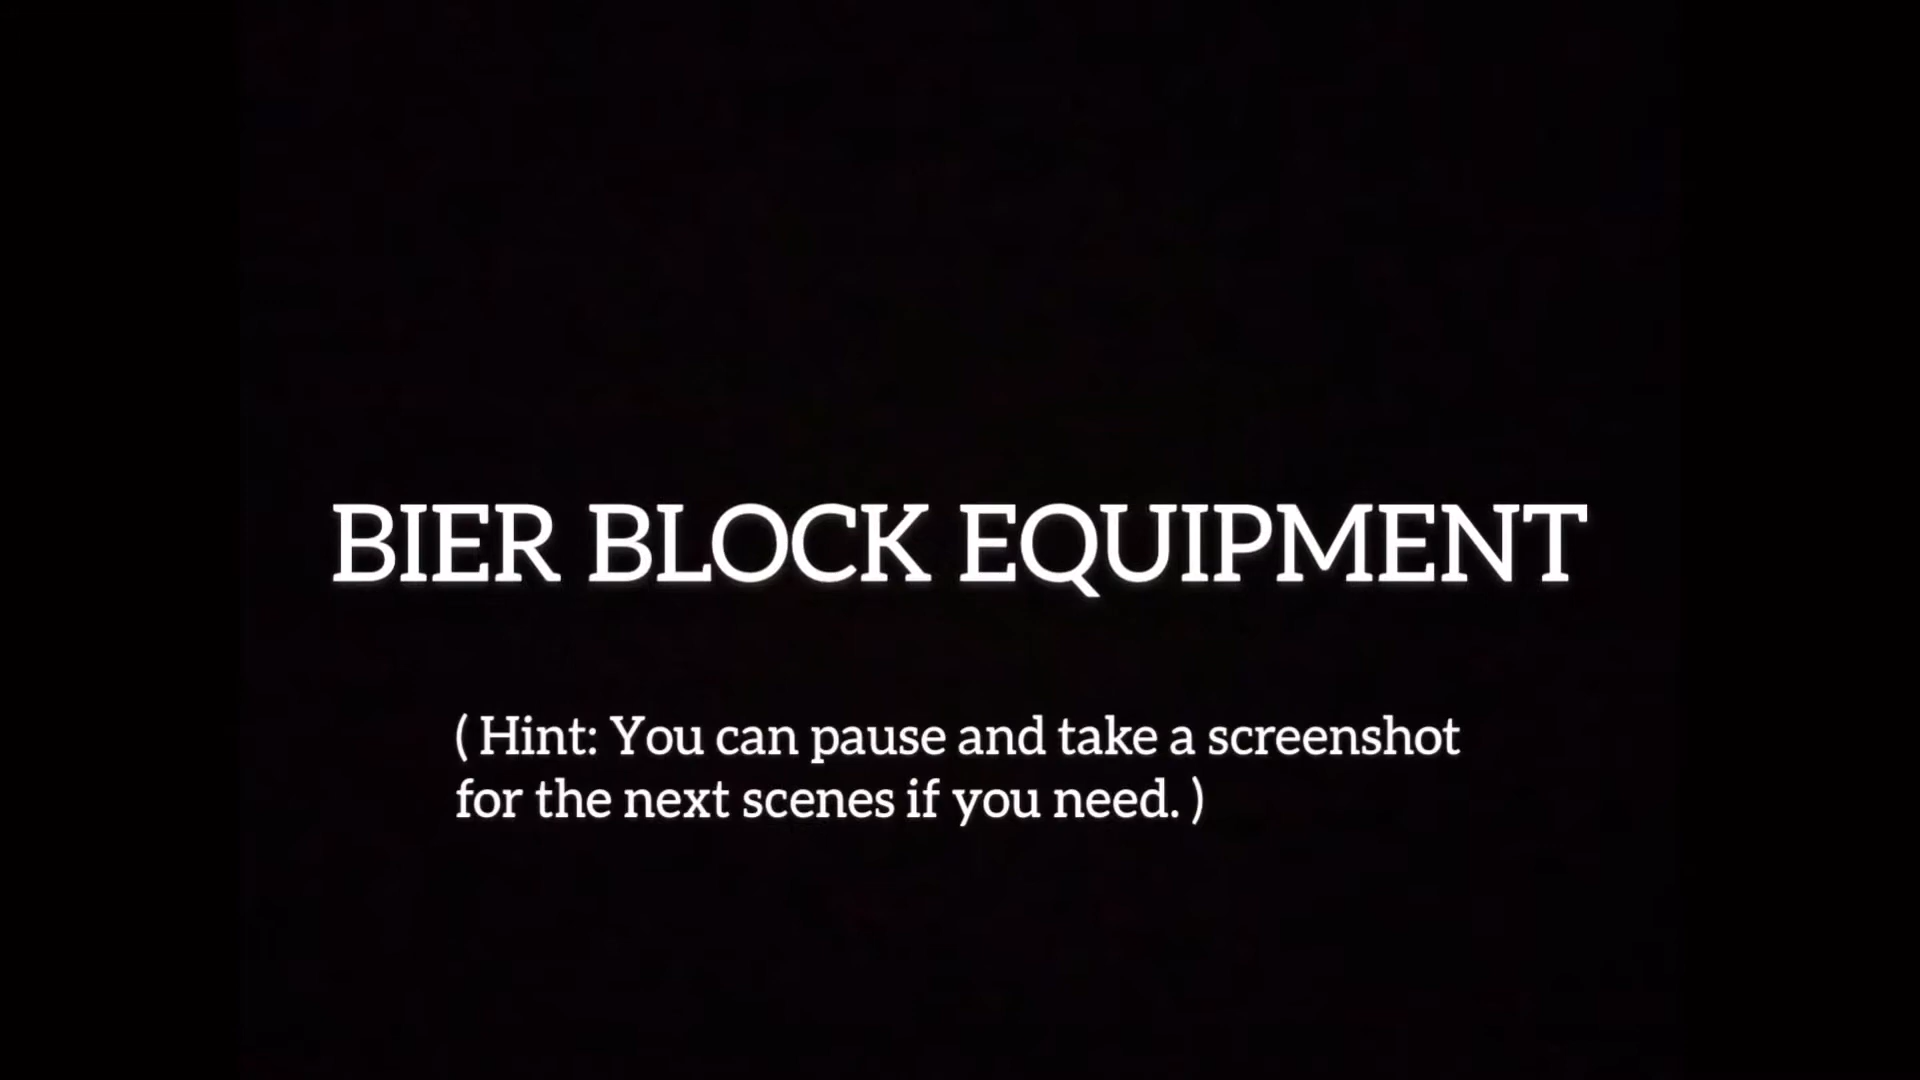 BIER BLOCK EQUIPMENT
( Hint: You can pause and take a screenshot
for the next scenes if you need. )